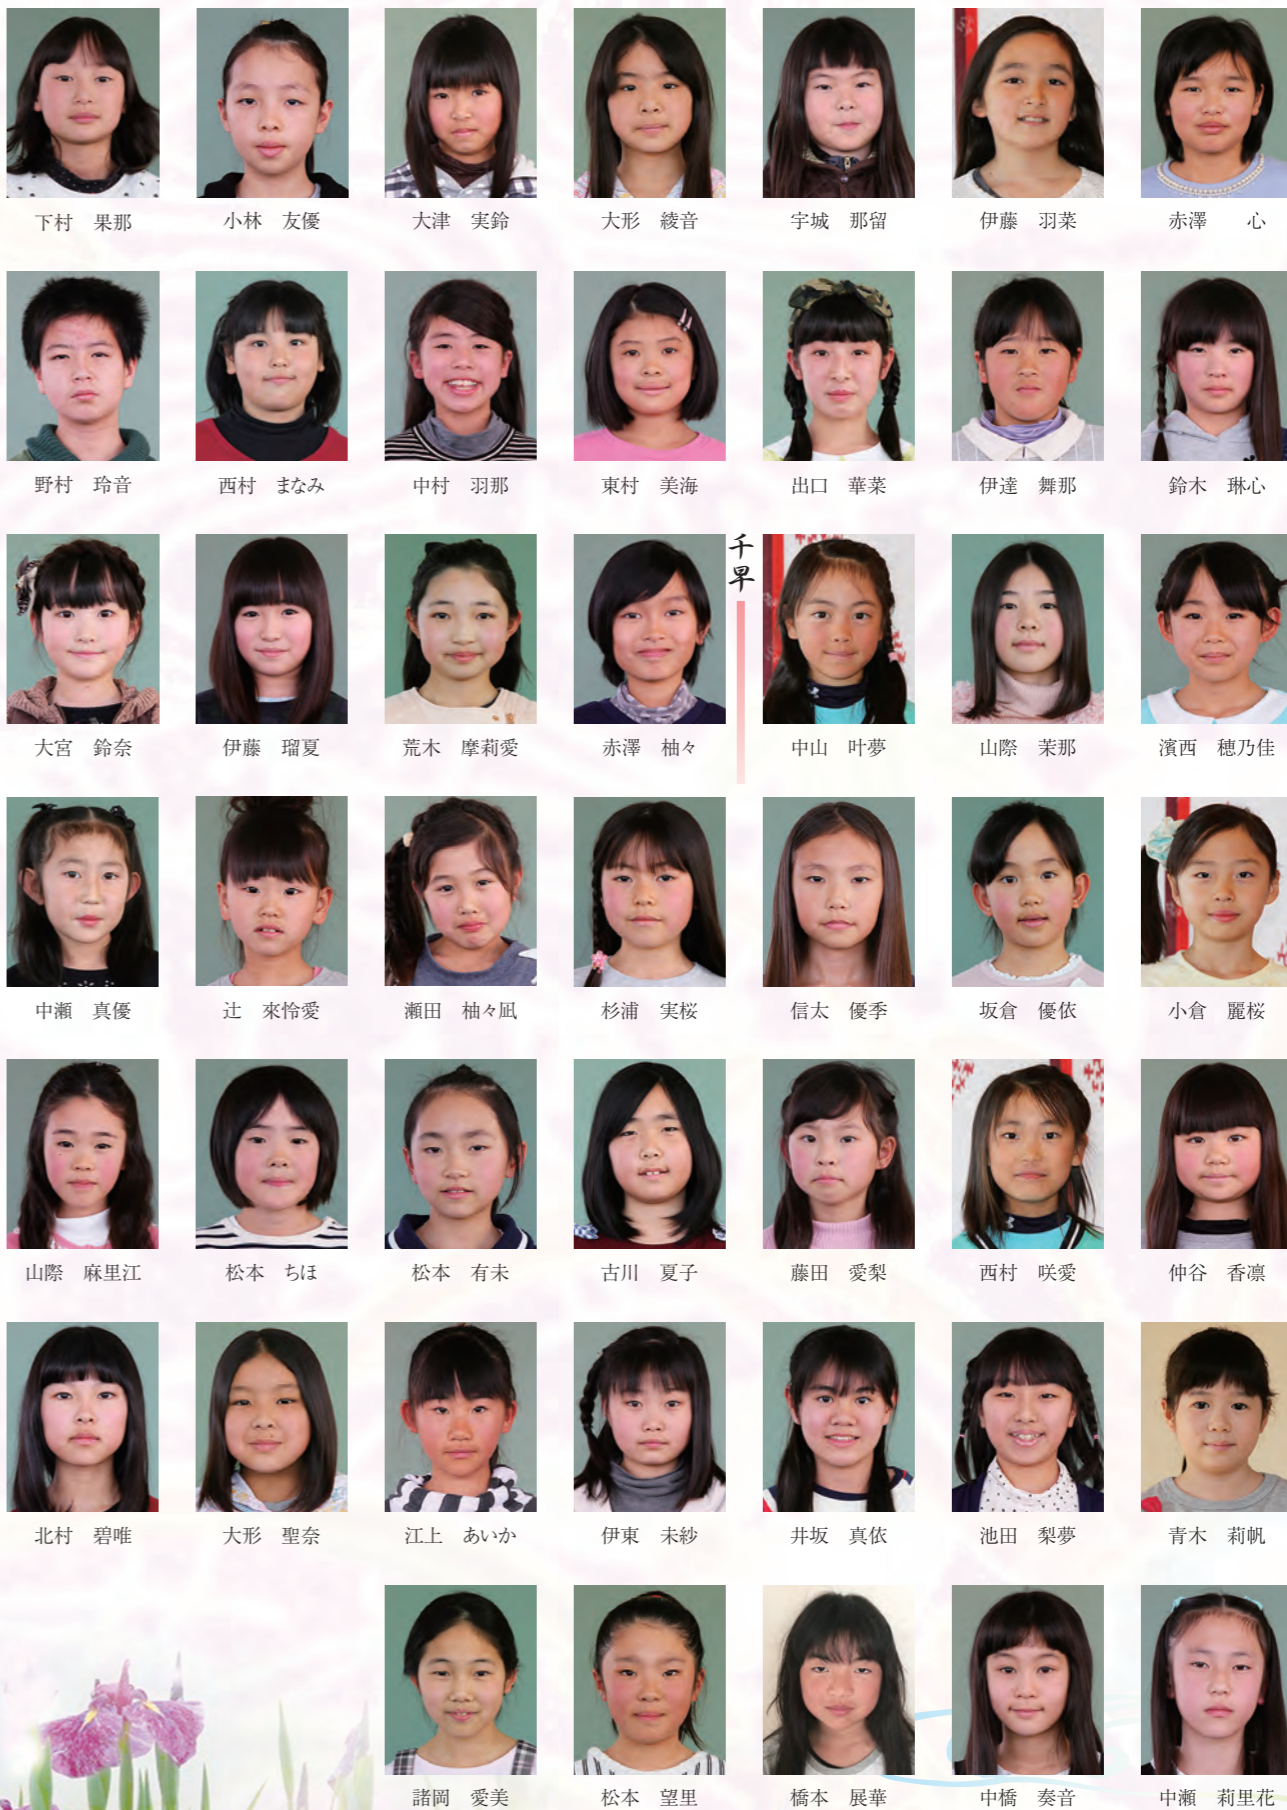 下村　果那　小林　友優　大津　実鈴　大形　綾音　宇城　那留　伊藤　羽菜　赤澤　心
野村　玲音　西村　まなみ　中村　羽那　東村　美海　出口　華菜　伊達　舞那　鈴木　琳心
千早
大宮　鈴奈　伊藤　瑠夏　荒木　摩莉愛　赤澤　柚々　中山　叶夢　山際　茉那　濱西　穂乃佳
中瀬　真優　辻　來怜愛　瀬田　柚々凪　杉浦　実桜　信太　優季　坂倉　優依　小倉　麗桜
山際　麻里江　松本　ちほ　松本　有未　古川　夏子　藤田　愛梨　西村　咲愛　仲谷　香凛
北村　碧唯　大形　聖奈　江上　あいか　伊東　未紗　井坂　真依　池田　梨夢　青木　莉帆
諸岡　愛美　松本　望里　橋本　展華　中橋　奏音　中瀬　莉里花